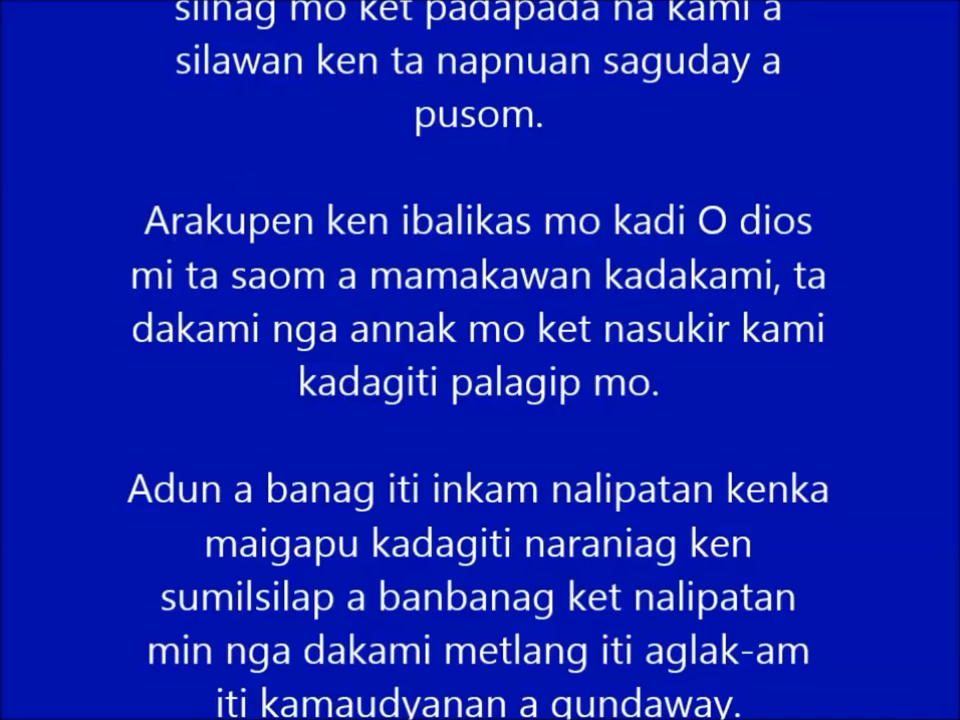 silnag mo ket padapada na kami a
silawan ken ta napnuan saguday a
pusom.
Arakupen ken ibalikas mo kadi O dios
mi ta saom a mamakawan kadakami, ta
dakami nga annak mo ket nasukir kami
kadagiti palagip mo.
Adun a banag iti inkam nalipatan kenka
maigapu kadagiti naraniag ken
sumilsilap a banbanag ket nalipatan
min nga dakami metlang iti aglak-am
iti kamaudyanan a gundaway.